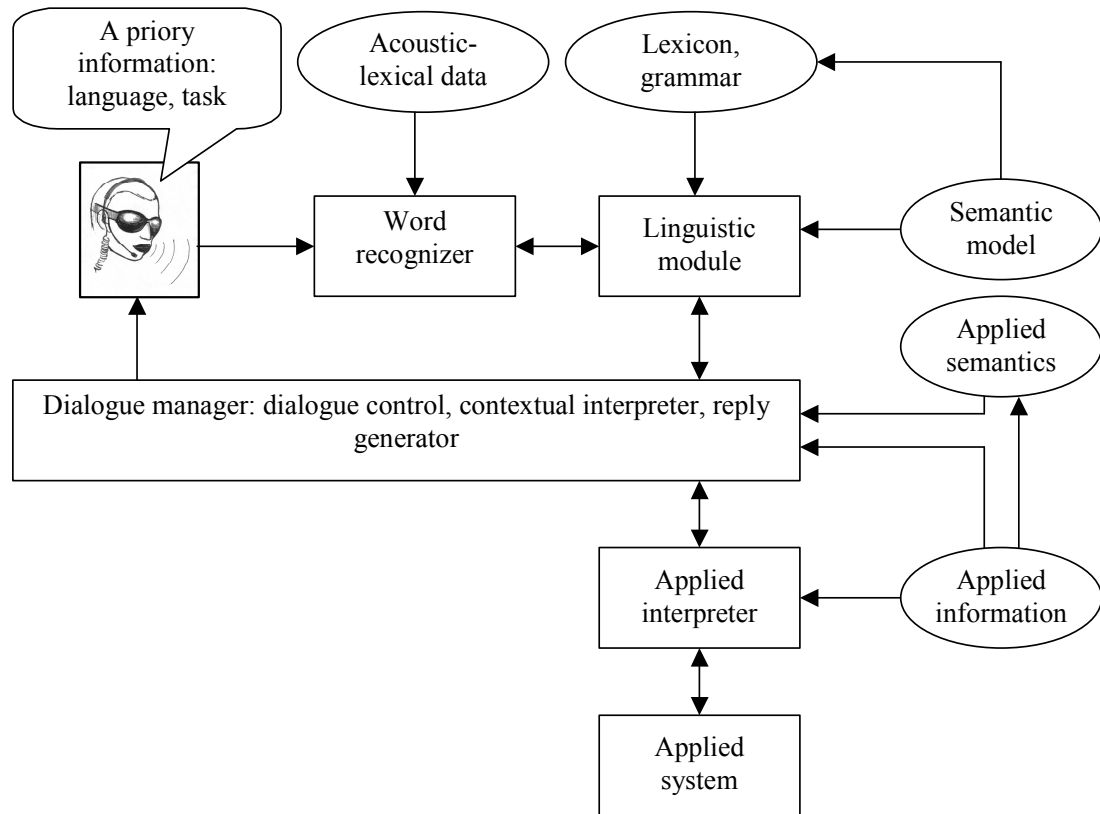 A priory
information:
language, task
Acoustic-
lexical data
Lexicon,
grammar
Word
recognizer
Linguistic
module
Semantic
model
Applied
semantics
Dialogue manager: dialogue control, contextual interpreter, reply
generator
Applied
interpreter
Applied
information
Applied
system